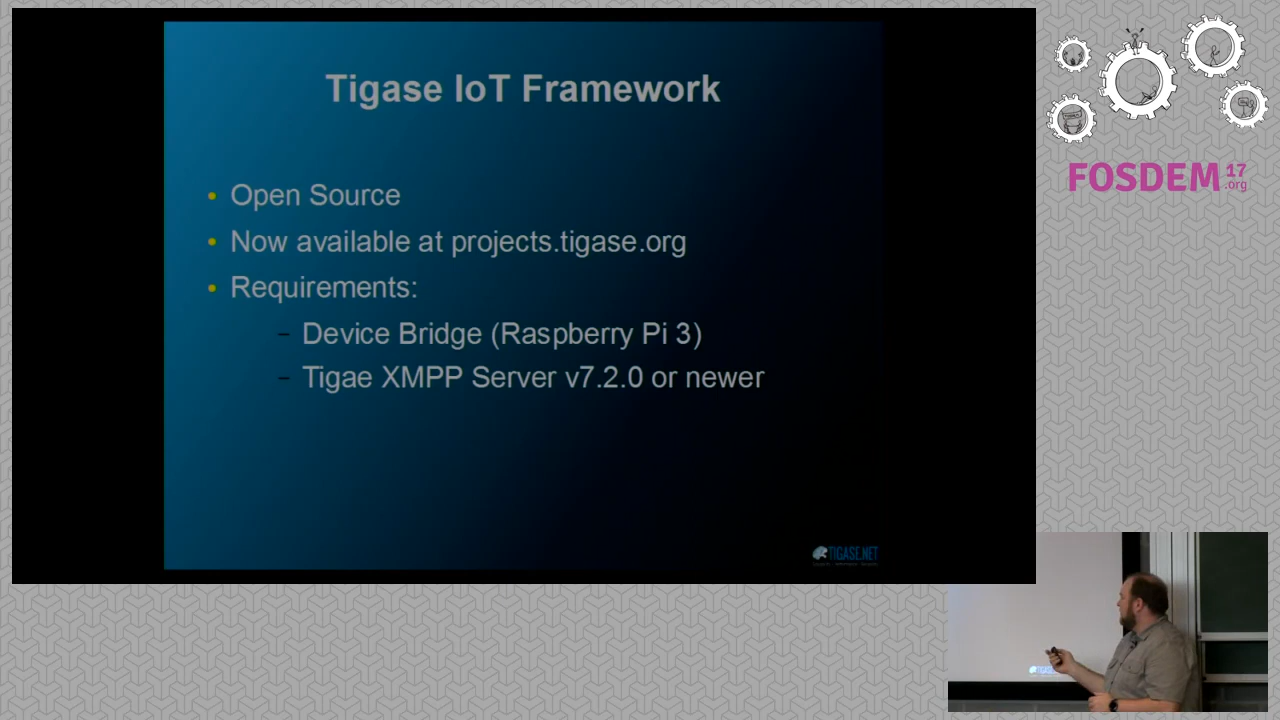 Tigase IoT Framework
• Open Source
• Now available at projects.tigase.org
• Requirements:
– Device Bridge (Raspberry Pi 3)
– Tigae XMPP Server v7.2.0 or newer
TIGASE.NET
FOSDEM 17
.org